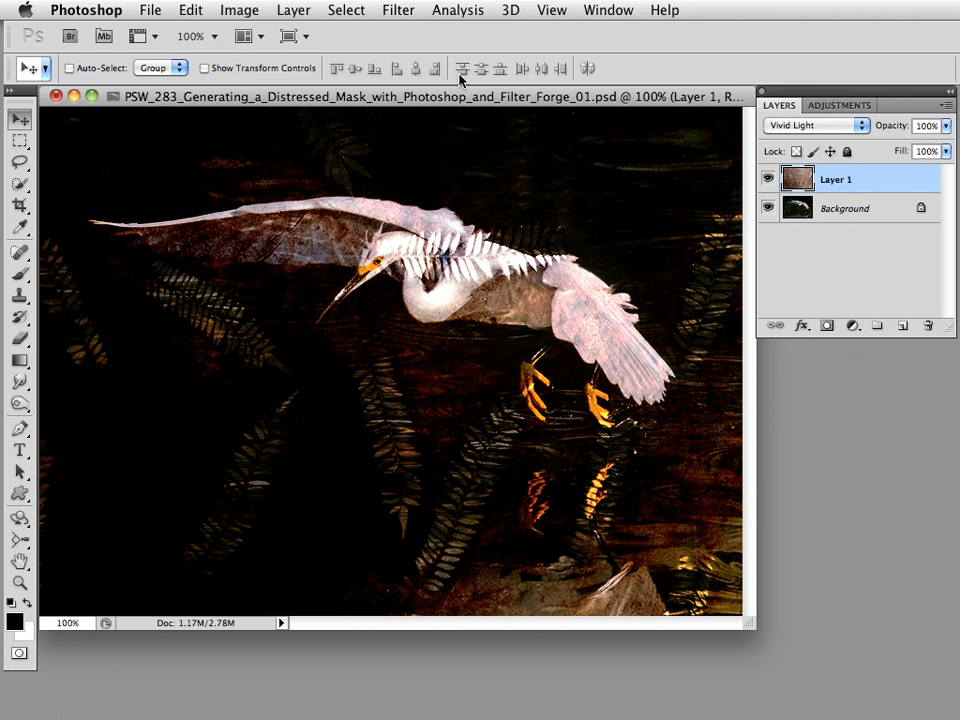 Photoshop File Edit Image Layer Select Filter Analysis 3D View Window Help
Ps Br Mb 100%
Auto-Select: Group Show Transform Controls
PSW_283_Generating_a_Distressed_Mask_with_Photoshop_and_Filter_Forge_01.psd @ 100% (Layer 1, R...
LAYERS ADJUSTMENTS
Vivid Light Opacity: 100%
Lock: Fill: 100%
Layer 1
Background
fx
T
100% Doc: 1.17M/2.78M